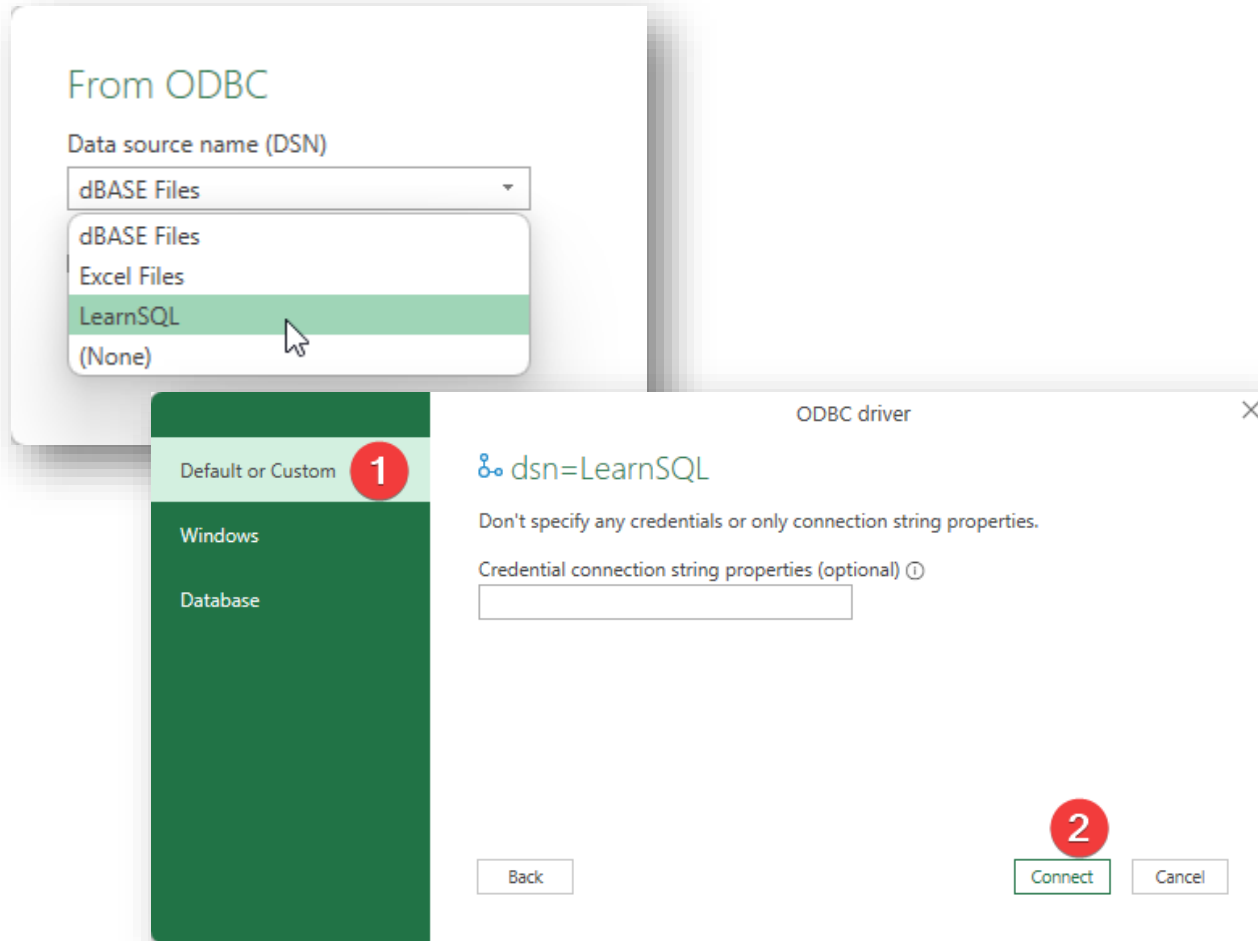 From ODBC
Data source name (DSN)
dBASE Files
dBASE Files
Excel Files
LearnSQL
(None)
ODBC driver
Default or Custom
1
Windows
Database
dsn=LearnSQL
Don't specify any credentials or only connection string properties.
Credential connection string properties (optional)
2
Back
Connect
Cancel